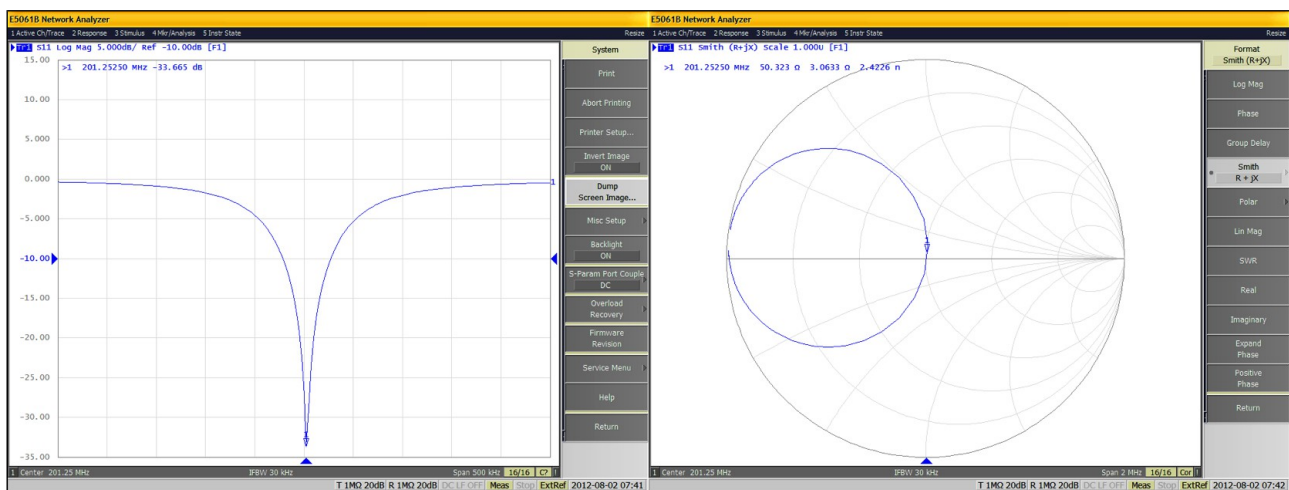 E5061B Network Analyzer
1 Active Ch/Trace 2 Response 3 Stimulus 4 Mkr/Analysis 5 Instr State
Resize
Tr1 S11 Log Mag 5.000dB/ Ref -10.00dB [F1]
15.00
>1 201.25250 MHz -33.665 dB
10.00
5.000
0.000
1
-5.000
-10.00
-15.00
-20.00
-25.00
-30.00
-35.00
1
System
Print
Abort Printing
Printer Setup...
Invert Image
ON
Dump
Screen Image...
Misc Setup
Backlight
ON
S-Param Port Couple
DC
Overload
Recovery
Firmware
Revision
Service Menu
Help
Return
1 Center 201.25 MHz
IFBW 30 kHz
Span 500 kHz 16/16 C? !
T 1MΩ 20dB R 1MΩ 20dB DC LF OFF Meas Stop ExtRef 2012-08-02 07:41
E5061B Network Analyzer
1 Active Ch/Trace 2 Response 3 Stimulus 4 Mkr/Analysis 5 Instr State
Resize
Tr1 S11 Smith (R+jX) Scale 1.000U [F1]
>1 201.25250 MHz 50.323 Ω 3.0633 Ω 2.4226 n
1
Format
Smith (R+jX)
Log Mag
Phase
Group Delay
Smith
R + jX
Polar
Lin Mag
SWR
Real
Imaginary
Expand
Phase
Positive
Phase
Return
1 Center 201.25 MHz
IFBW 30 kHz
Span 2 MHz 16/16 Cor !
T 1MΩ 20dB R 1MΩ 20dB DC LF OFF Meas Stop ExtRef 2012-08-02 07:42